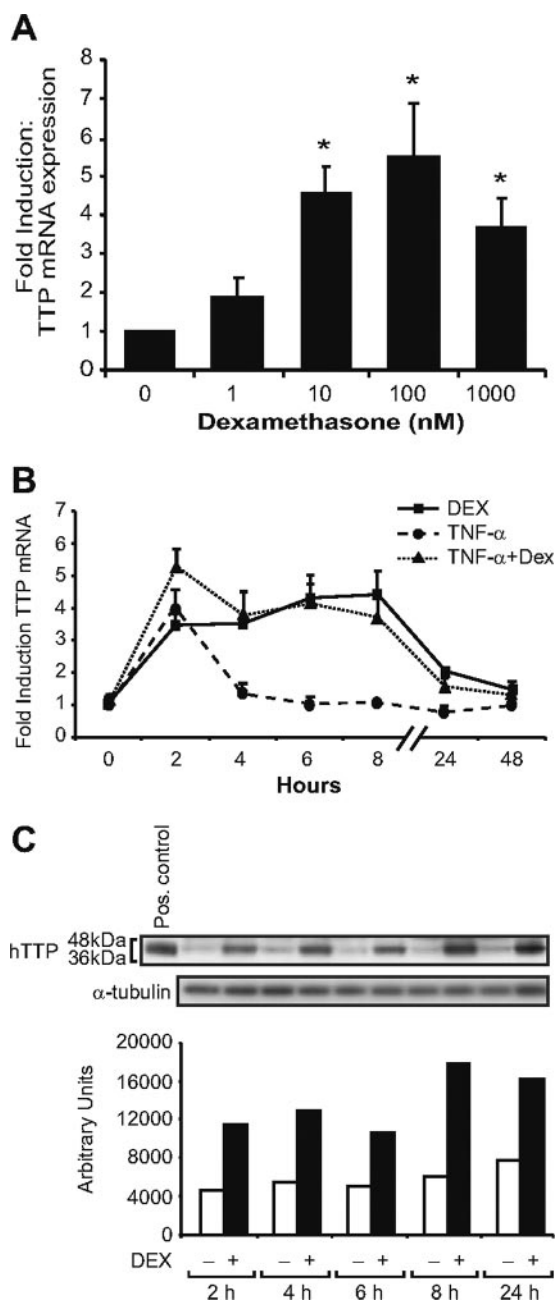 A
Fold Induction:
TTP mRNA expression
8
7
6
5
4
3
2
1
0
*
*
*
0 1 10 100 1000
Dexamethasone (nM)
B
Fold Induction TTP mRNA
7
6
5
4
3
2
1
0
DEX
TNF-α
TNF-α+Dex
0 2 4 6 8 24 48
Hours
C
Pos. control
hTTP
48kDa
36kDa
α-tubulin
Arbitrary Units
20000
16000
12000
8000
4000
0
DEX – + – + – + – + – +
2 h 4 h 6 h 8 h 24 h